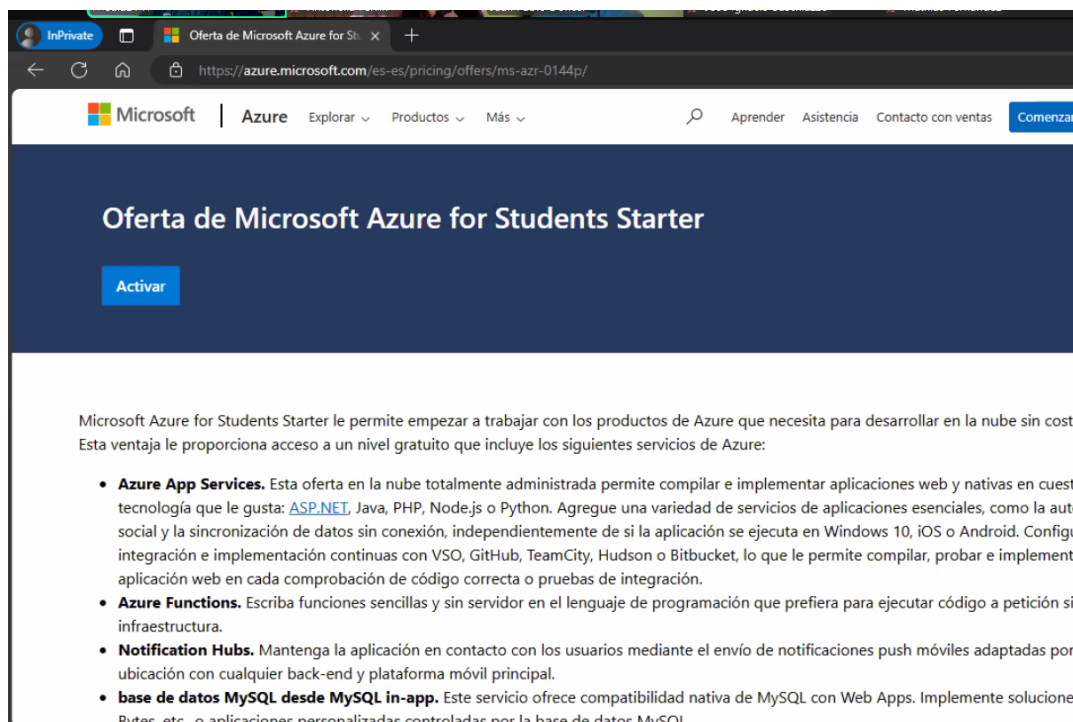 InPrivate
Oferta de Microsoft Azure for Stu
https://azure.microsoft.com/es-es/pricing/offers/ms-azr-0144p/
Microsoft Azure Explorar Productos Más Aprender Asistencia Contacto con ventas Comenzar
Oferta de Microsoft Azure for Students Starter
Activar
Microsoft Azure for Students Starter le permite empezar a trabajar con los productos de Azure que necesita para desarrollar en la nube sin cost
Esta ventaja le proporciona acceso a un nivel gratuito que incluye los siguientes servicios de Azure:
• Azure App Services. Esta oferta en la nube totalmente administrada permite compilar e implementar aplicaciones web y nativas en cuest
tecnología que le gusta: ASP.NET, Java, PHP, Node.js o Python. Agregue una variedad de servicios de aplicaciones esenciales, como la aut
social y la sincronización de datos sin conexión, independientemente de si la aplicación se ejecuta en Windows 10, iOS o Android. Configu
integración e implementación continuas con VSO, GitHub, TeamCity, Hudson o Bitbucket, lo que le permite compilar, probar e implement
aplicación web en cada comprobación de código correcta o pruebas de integración.
• Azure Functions. Escriba funciones sencillas y sin servidor en el lenguaje de programación que prefiera para ejecutar código a petición si
infraestructura.
• Notification Hubs. Mantenga la aplicación en contacto con los usuarios mediante el envío de notificaciones push móviles adaptadas por
ubicación con cualquier back-end y plataforma móvil principal.
• base de datos MySQL desde MySQL in-app. Este servicio ofrece compatibilidad nativa de MySQL con Web Apps. Implemente solucione
Bytes, etc., o aplicaciones personalizadas controladas por la base de datos MySQL